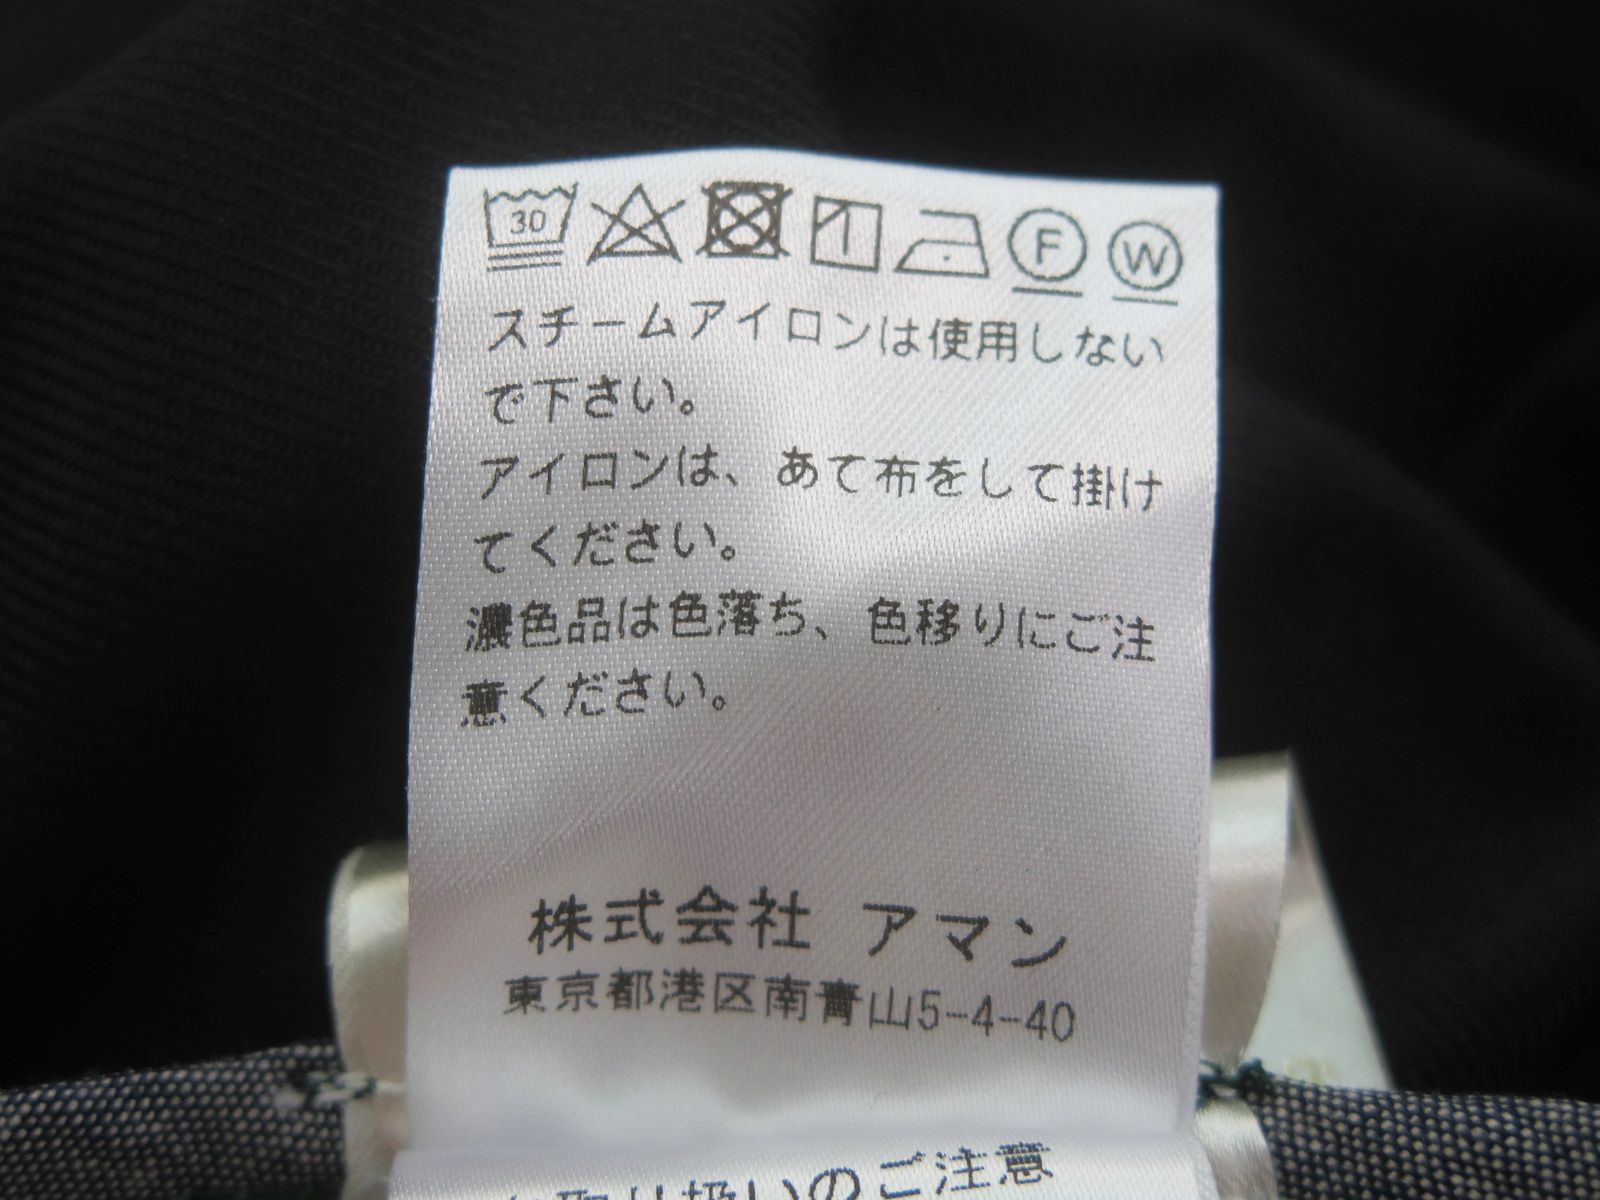 30
F W
スチームアイロンは使用しない
で下さい。
アイロンは、あて布をして掛け
てください。
濃色品は色落ち、色移りにご注
意ください。
株式会社 アマン
東京都港区南青山5-4-40
取り扱いのご注意